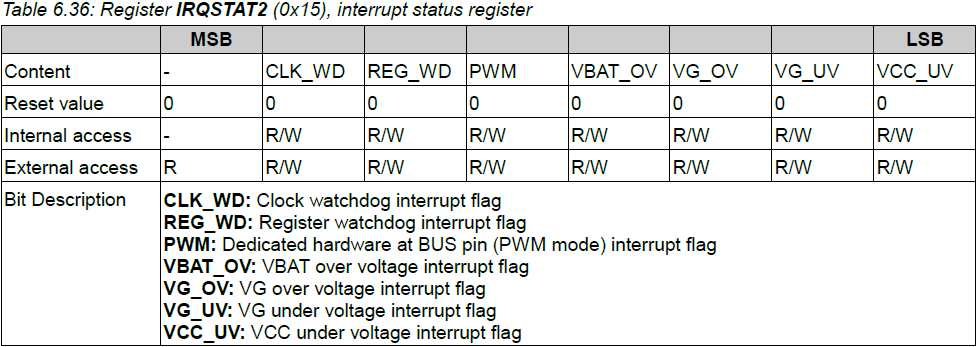 Table 6.36: Register IRQSTAT2 (0x15), interrupt status register
MSB LSB
Content - CLK_WD REG_WD PWM VBAT_OV VG_OV VG_UV VCC_UV
Reset value 0 0 0 0 0 0 0 0
Internal access - R/W R/W R/W R/W R/W R/W R/W
External access R R/W R/W R/W R/W R/W R/W R/W
Bit Description CLK_WD: Clock watchdog interrupt flag
REG_WD: Register watchdog interrupt flag
PWM: Dedicated hardware at BUS pin (PWM mode) interrupt flag
VBAT_OV: VBAT over voltage interrupt flag
VG_OV: VG over voltage interrupt flag
VG_UV: VG under voltage interrupt flag
VCC_UV: VCC under voltage interrupt flag